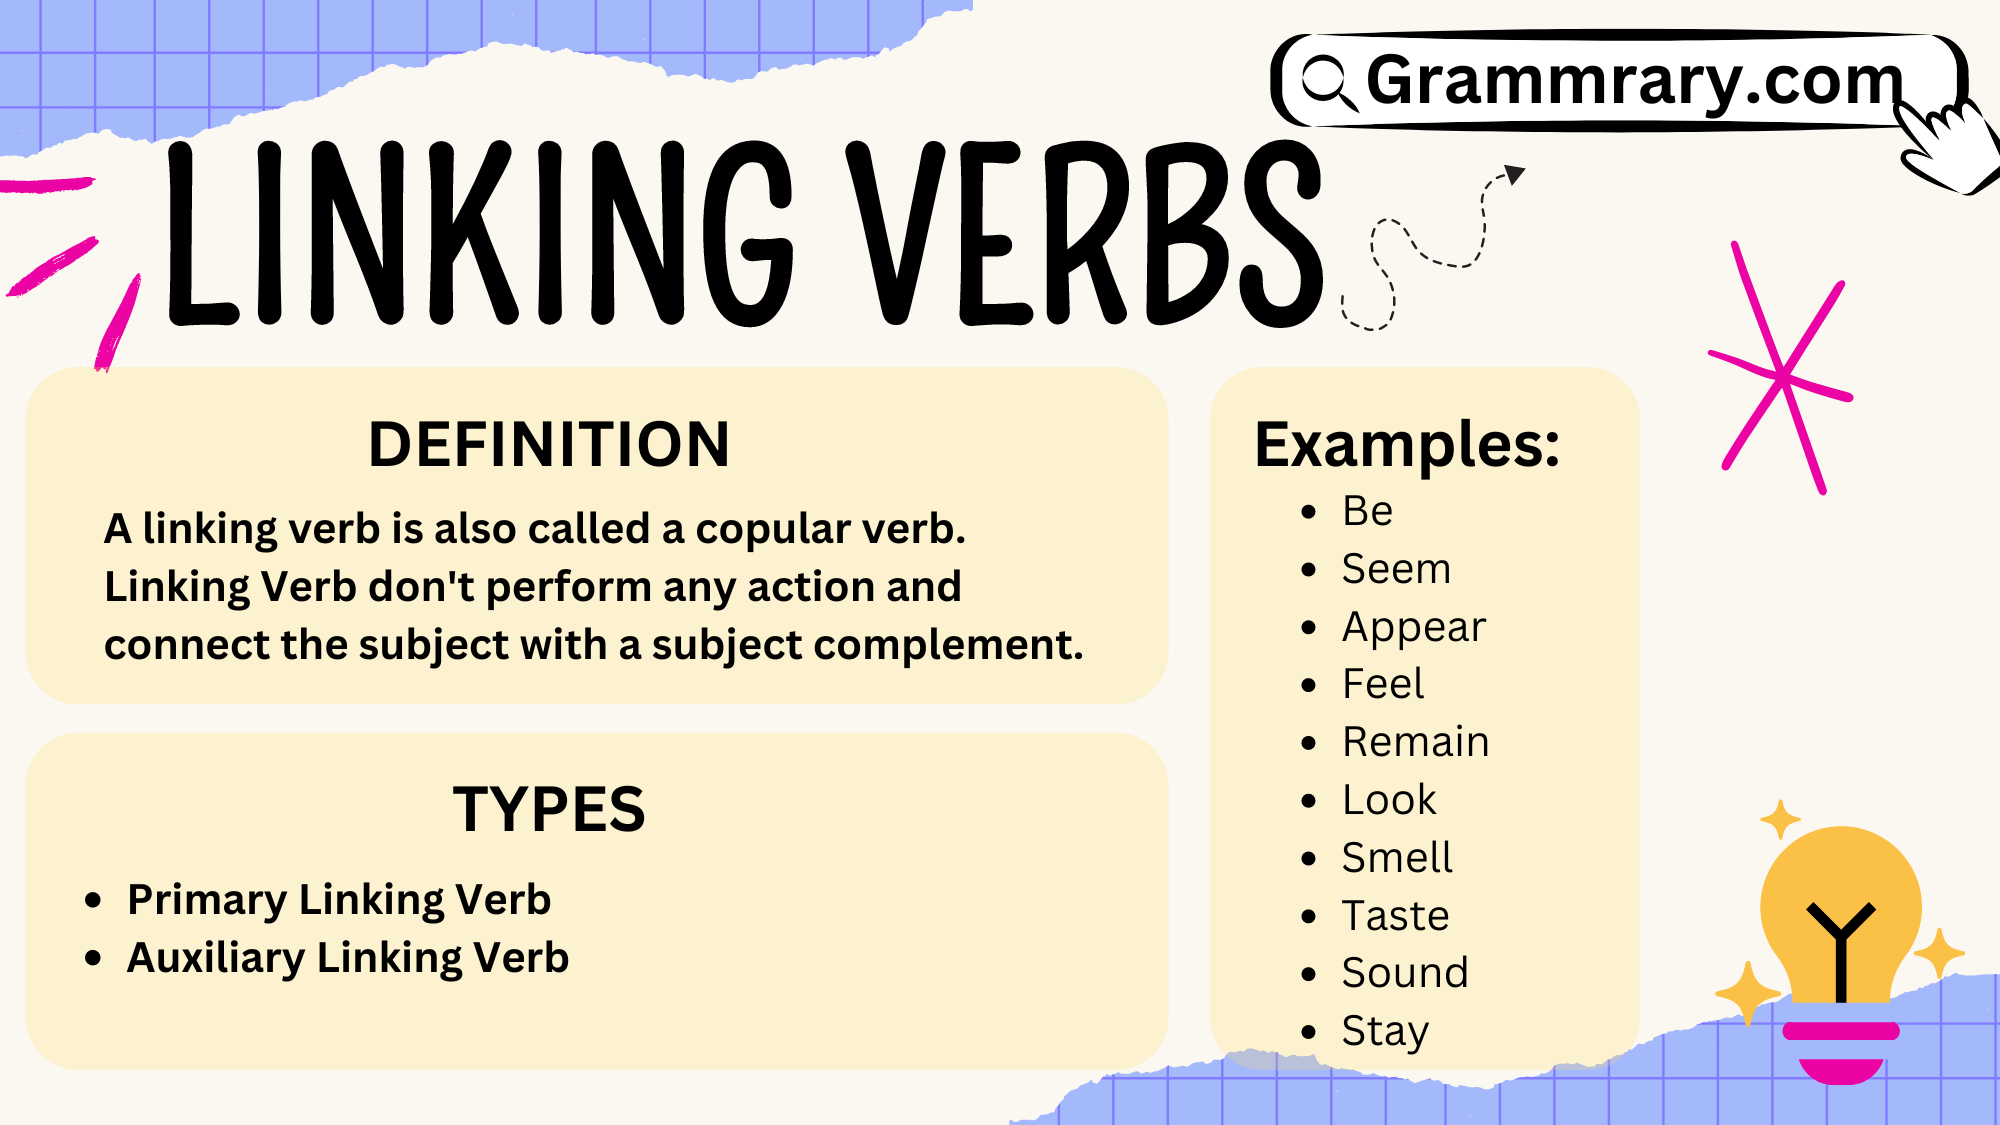 Grammrary.com
LINKING VERBS
DEFINITION
A linking verb is also called a copular verb.
Linking Verb don't perform any action and
connect the subject with a subject complement.
TYPES
• Primary Linking Verb
• Auxiliary Linking Verb
Examples:
• Be
• Seem
• Appear
• Feel
• Remain
• Look
• Smell
• Taste
• Sound
• Stay